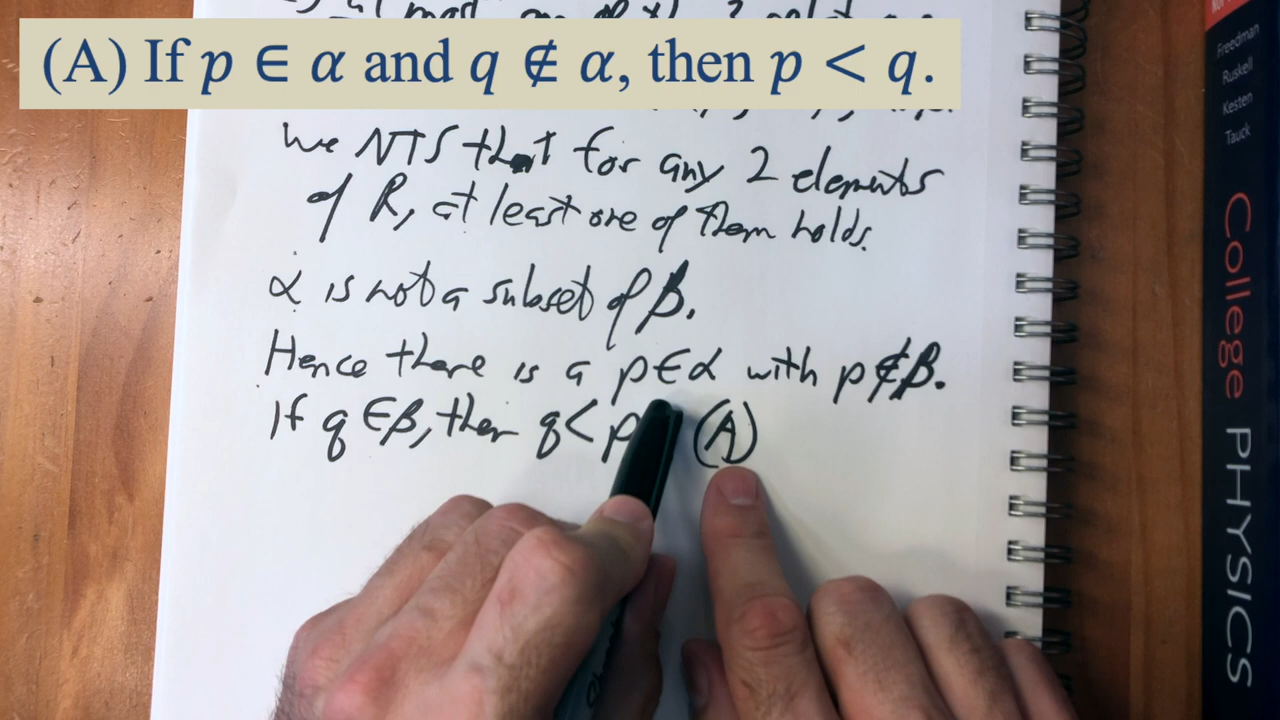 (A) If p ∈ α and q ∉ α, then p < q.
We NTS that for any 2 elements
of R, at least one of them holds.
α is not a subset of β.
Hence there is a p∈α with p∉β.
If q ∈β, then q< p (A)
Freedman
Ruskell
Kesten
Tauck
College PHYSICS